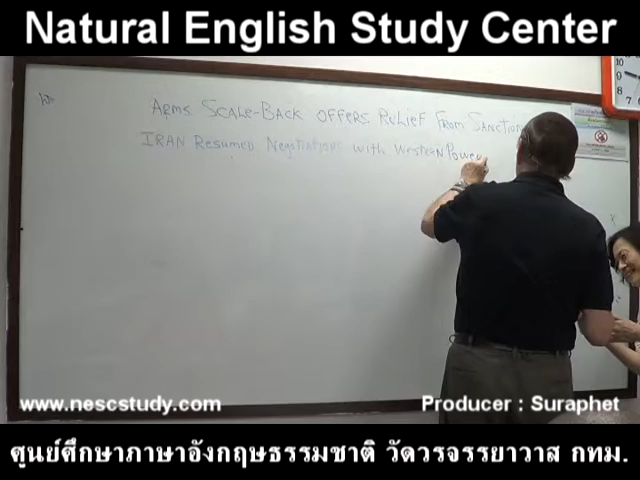 Natural English Study Center
Arms Scale-Back Offers Relief From Sanction
Iran Resumed Negotiations with Western Power
www.nescstudy.com
Producer : Suraphet
ศูนย์ศึกษาภาษาอังกฤษธรรมชาติ วัดวรจรรยาวาส กทม.